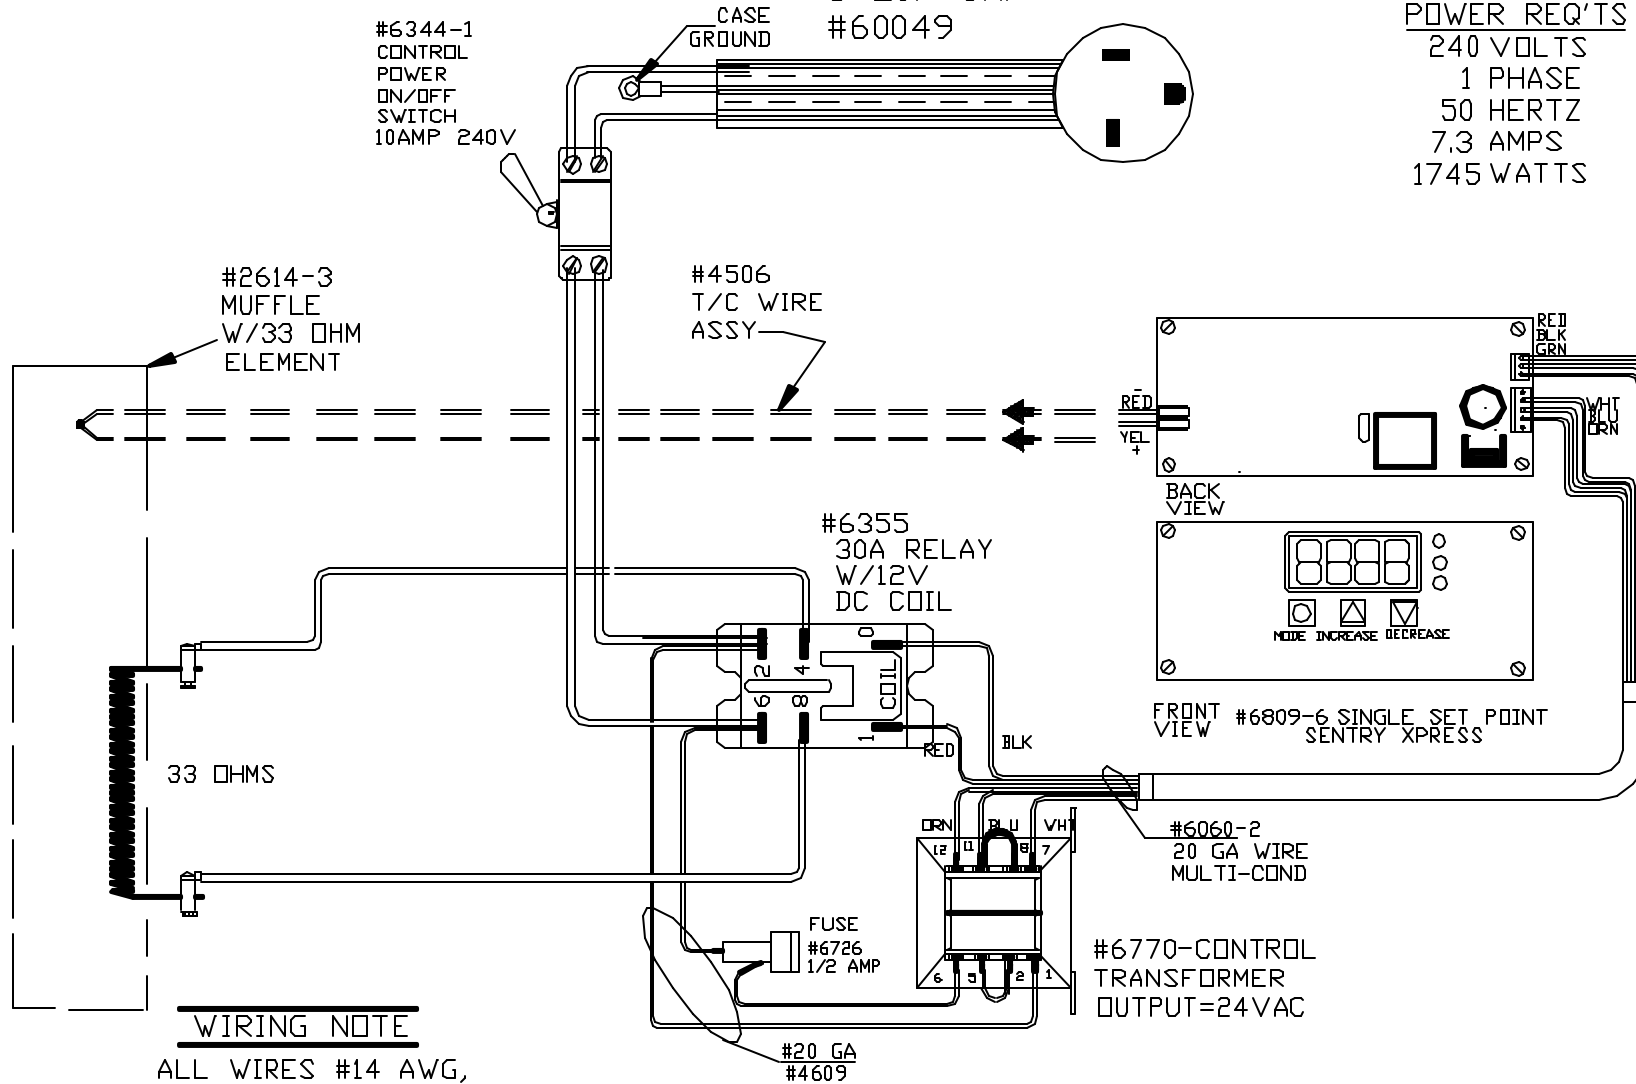 #60049
CASE
GROUND
#6344-1
CONTROL
POWER
ON/OFF
SWITCH
10AMP 240V
POWER REQ'TS
240 VOLTS
1 PHASE
50 HERTZ
7.3 AMPS
1745 WATTS
#2614-3
MUFFLE
W/33 OHM
ELEMENT
#4506
T/C WIRE
ASSY
RED
BLK
GRN
WHT
BLU
ORN
-
RED
YEL
+
BACK
VIEW
#6355
30A RELAY
W/12V
DC COIL
MODE INCREASE DECREASE
2 4 0
COIL
6 8 1
RED
BLK
FRONT
VIEW
#6809-6 SINGLE SET POINT
SENTRY XPRESS
33 OHMS
ORN BLU WHT
12 11 8 7
#6060-2
20 GA WIRE
MULTI-COND
FUSE
#6726
1/2 AMP
6 5 2 1
#6770-CONTROL
TRANSFORMER
OUTPUT=24VAC
WIRING NOTE
ALL WIRES #14 AWG,
#20 GA
#4609